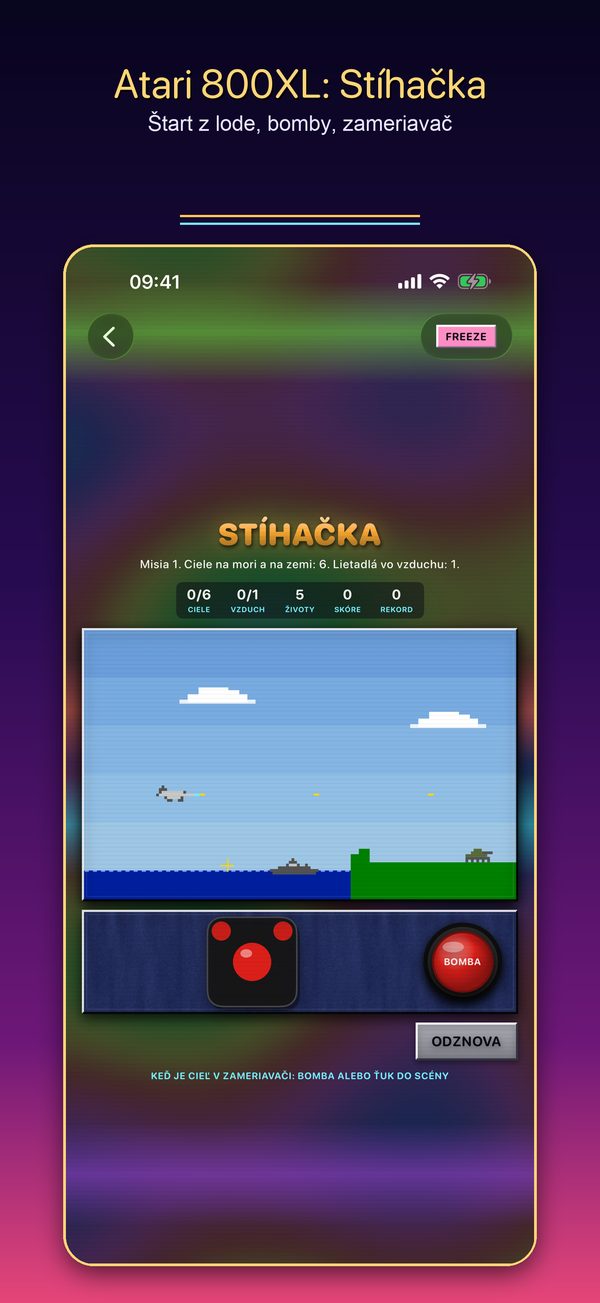 Atari 800XL: Stíhačka
Štart z lode, bomby, zameriavač
09:41
FREEZE
STÍHAČKA
Misia 1. Ciele na mori a na zemi: 6. Lietadlá vo vzduchu: 1.
0/6 0/1 5 0 0
CIELE VZDUCH ŽIVOTY SKÓRE REKORD
BOMBA
ODZNOVA
KEĎ JE CIEĽ V ZAMERIAVAČI: BOMBA ALEBO ŤUK DO SCÉNY